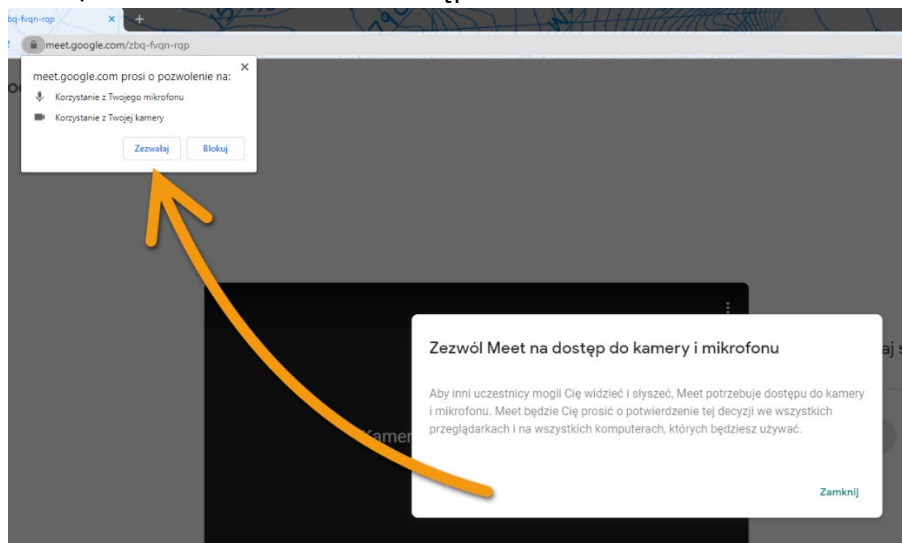 bq-fvqn-rqp
meet.google.com/zbq-fvqn-rqp
meet.google.com prosi o pozwolenie na:
Korzystanie z Twojego mikrofonu
Korzystanie z Twojej kamery
Zezwalaj Blokuj
Zezwól Meet na dostęp do kamery i mikrofonu
Aby inni uczestnicy mogli Cię widzieć i słyszeć, Meet potrzebuje dostępu do kamery
i mikrofonu. Meet będzie Cię prosić o potwierdzenie tej decyzji we wszystkich
przeglądarkach i na wszystkich komputerach, których będziesz używać.
Kamer
Zamknij